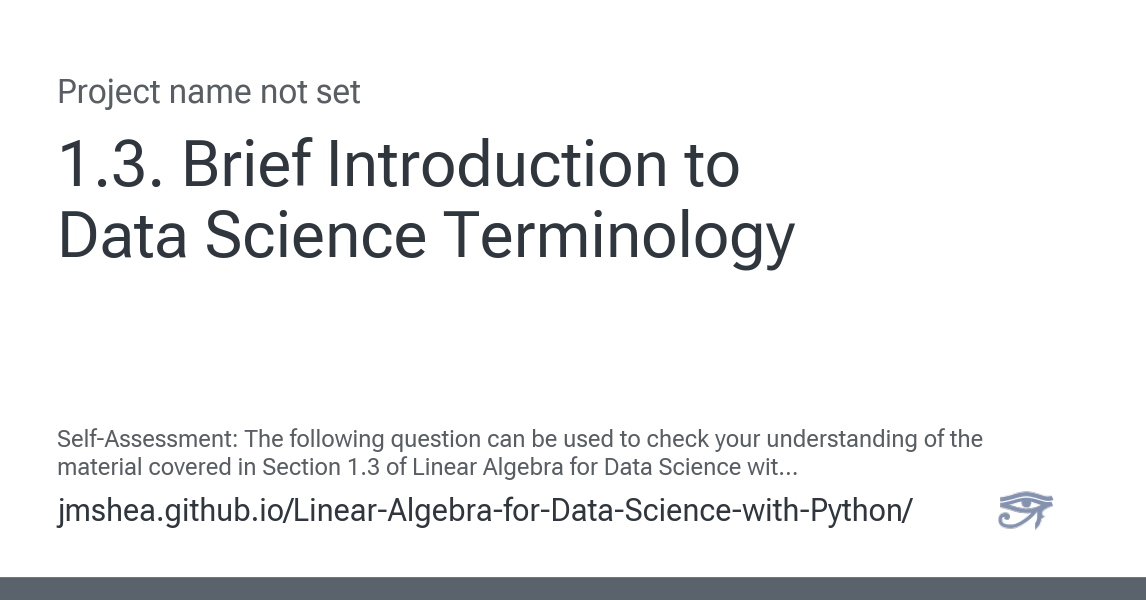 Project name not set
1.3. Brief Introduction to
Data Science Terminology
Self-Assessment: The following question can be used to check your understanding of the
material covered in Section 1.3 of Linear Algebra for Data Science wit...
jmshea.github.io/Linear-Algebra-for-Data-Science-with-Python/